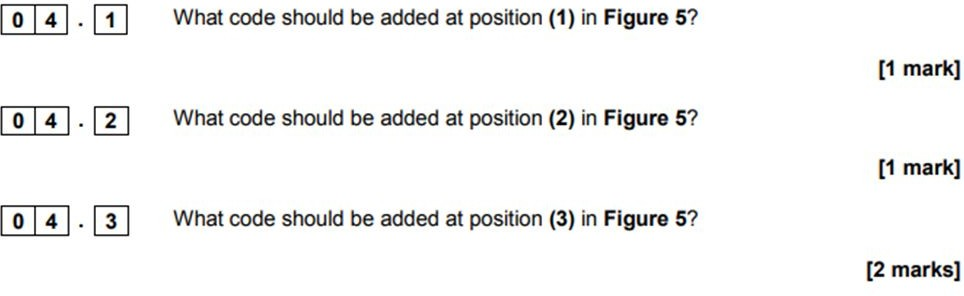 0 4 . 1 What code should be added at position (1) in Figure 5?
[1 mark]
0 4 . 2 What code should be added at position (2) in Figure 5?
[1 mark]
0 4 . 3 What code should be added at position (3) in Figure 5?
[2 marks]